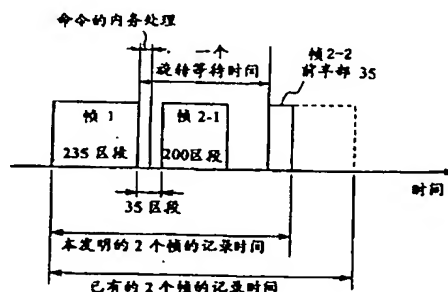 命令的内务处理
一个
旋转等待时间
帧2-2
前半部 35
帧 1
帧 2-1
235 区段
200区段
时间
35 区段
本发明的 2 个帧的记录时间
已有的 2 个帧的记录时间